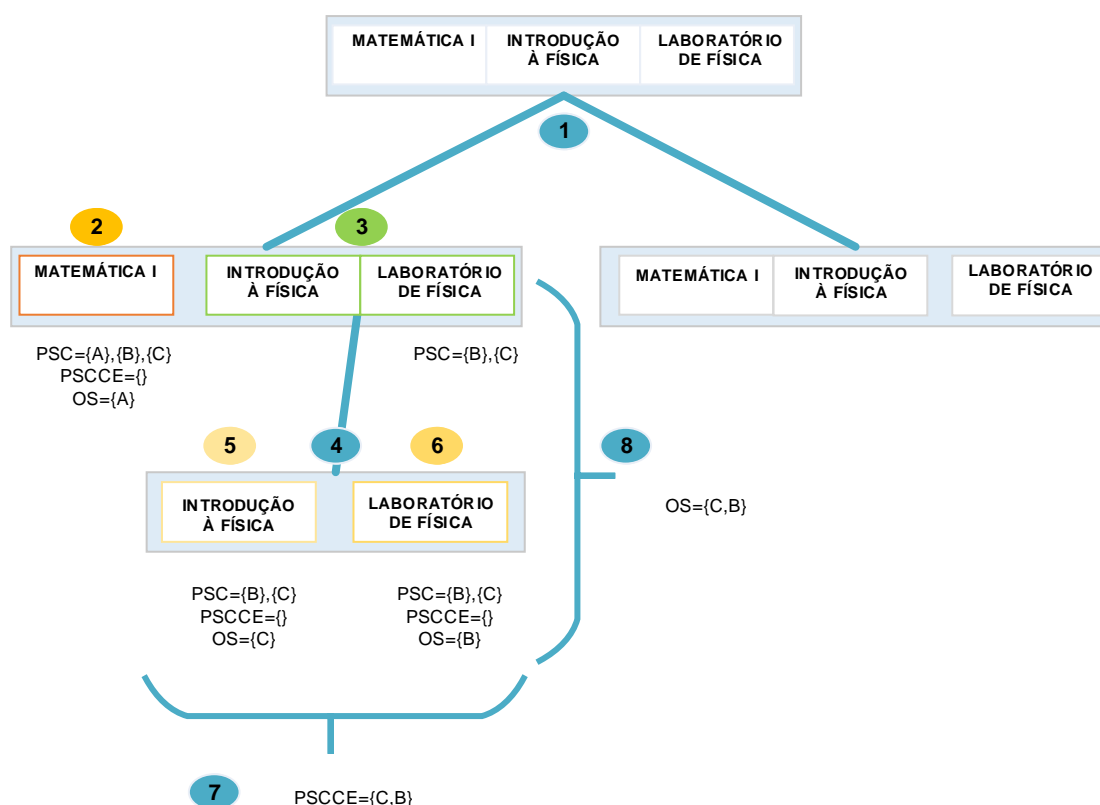 MATEMÁTICA I
INTRODUÇÃO
À FÍSICA
LABORATÓRIO
DE FÍSICA
1
2
3
MATEMÁTICA I
INTRODUÇÃO
À FÍSICA
LABORATÓRIO
DE FÍSICA
MATEMÁTICA I
INTRODUÇÃO
À FÍSICA
LABORATÓRIO
DE FÍSICA
PSC={A},{B},{C}
PSCCE={}
OS={A}
PSC={B},{C}
5
4
6
8
INTRODUÇÃO
À FÍSICA
LABORATÓRIO
DE FÍSICA
OS={C,B}
PSC={B},{C}
PSCCE={}
OS={C}
PSC={B},{C}
PSCCE={}
OS={B}
7
PSCCE={C,B}